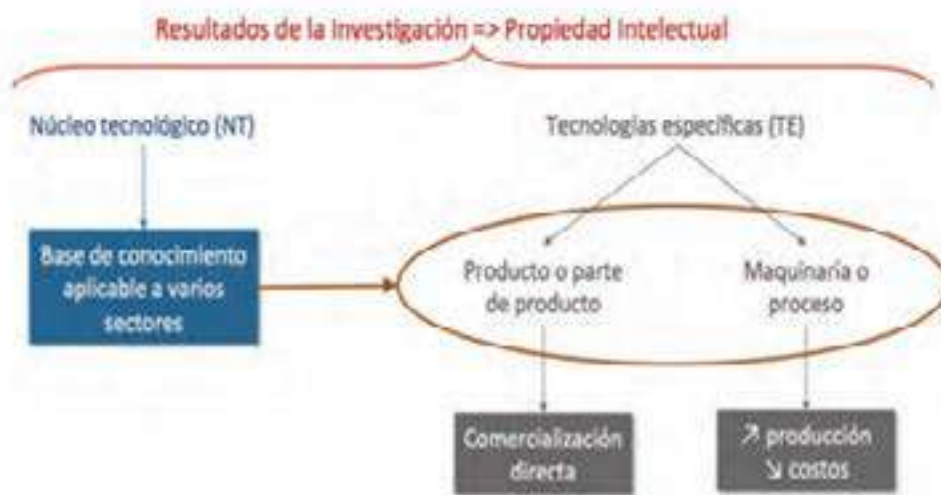 Resultados de la Investigación => Propiedad Intelectual
Núcleo tecnológico (NT)
Tecnologías específicas (TE)
Base de conocimiento
aplicable a varios
sectores
Producto o parte
de producto
Maquinaria o
proceso
Comercialización
directa
↗ producción
↘ costos